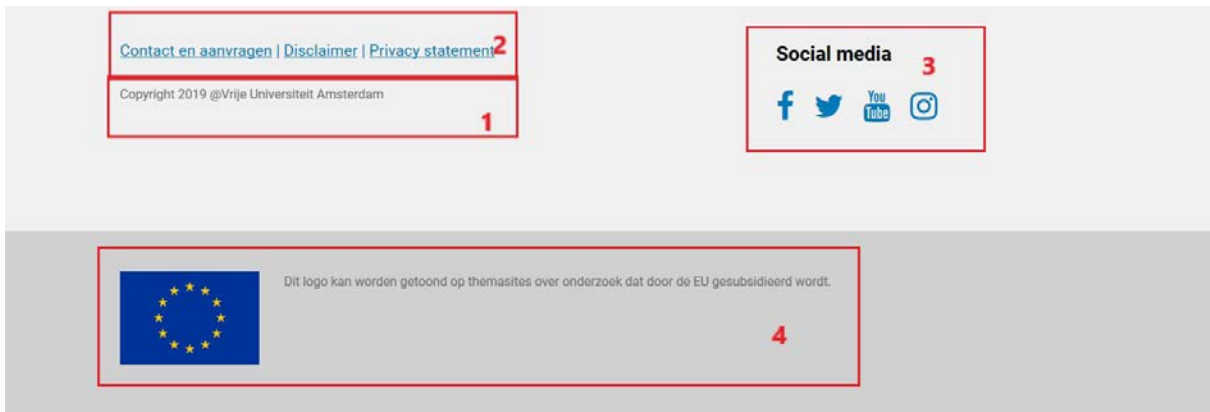 Contact en aanvragen | Disclaimer | Privacy statement 2
Copyright 2019 @Vrije Universiteit Amsterdam
1
Social media
3
You
Tube
Dit logo kan worden getoond op themasites over onderzoek dat door de EU gesubsidieerd wordt.
4